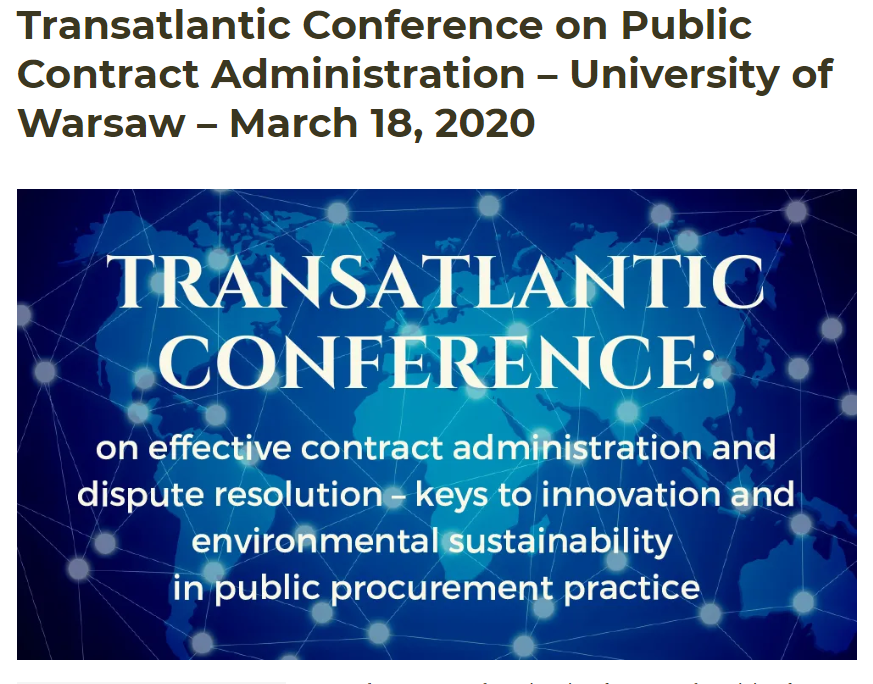 Transatlantic Conference on Public
Contract Administration – University of
Warsaw – March 18, 2020
TRANSATLANTIC
CONFERENCE:
on effective contract administration and
dispute resolution – keys to innovation and
environmental sustainability
in public procurement practice